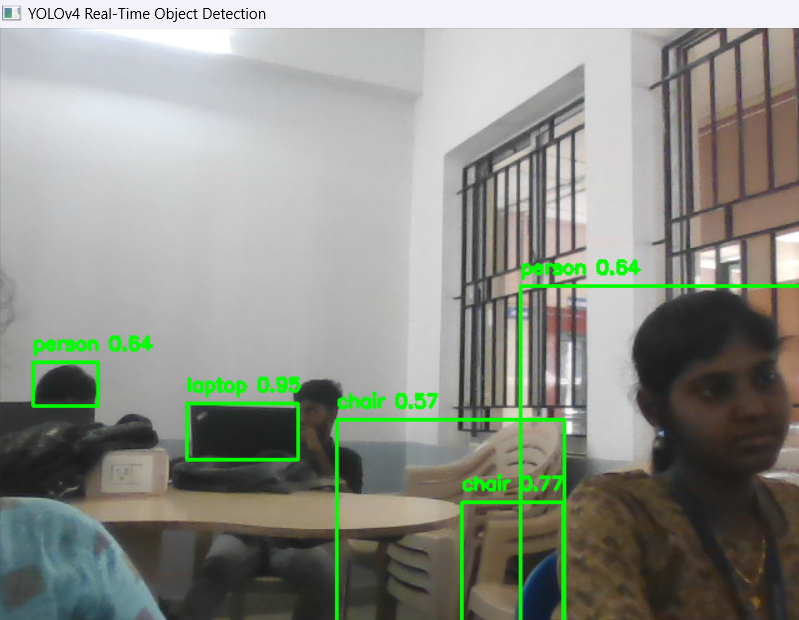 YOLOv4 Real-Time Object Detection
person 0.64
person 0.64
laptop 0.95
chair 0.57
chair 0.77